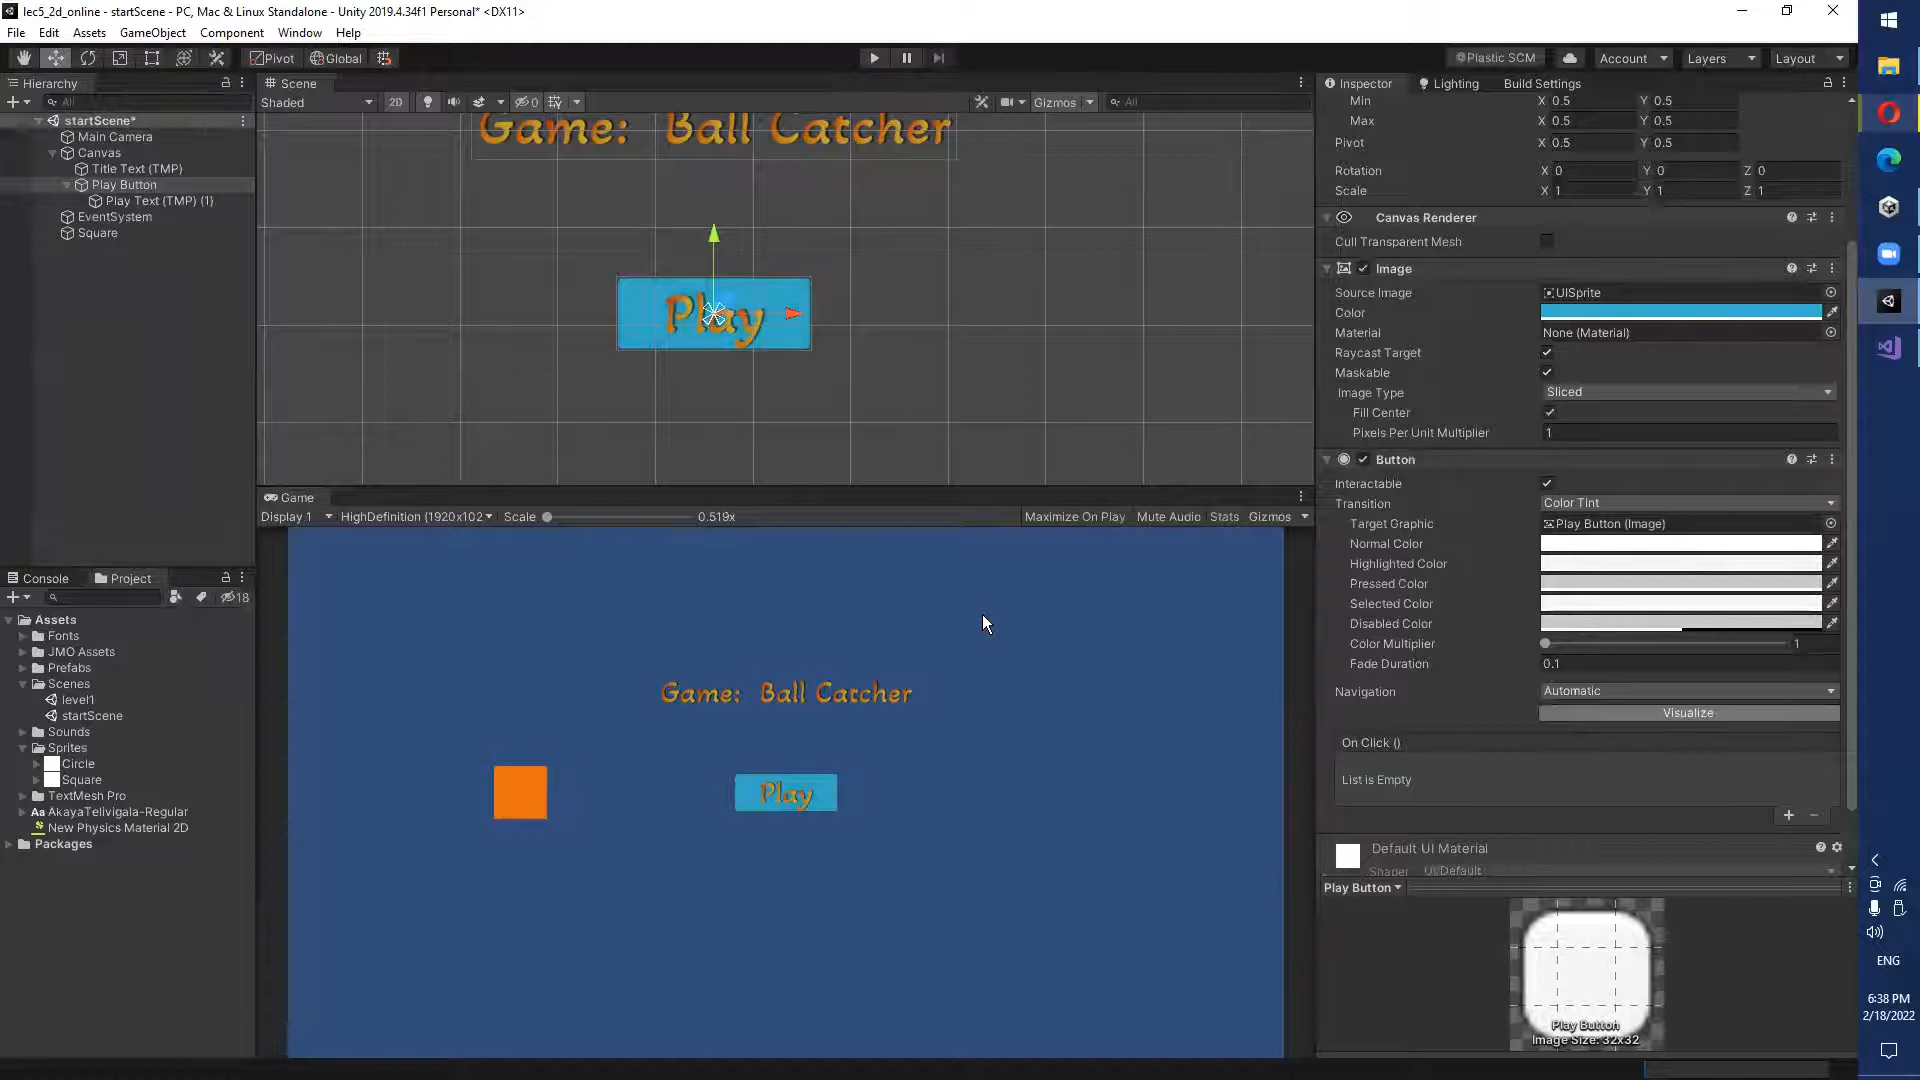 lec5_2d_online - startScene - PC, Mac & Linux Standalone - Unity 2019.4.34f1 Personal* <DX11>
File Edit Assets GameObject Component Window Help
Pivot Global Plastic SCM Account Layers Layout
Hierarchy
All
startScene*
Main Camera
Canvas
Title Text (TMP)
Play Button
Play Text (TMP) (1)
EventSystem
Square
Scene
Shaded 2D 0 Gizmos All
Game: Ball Catcher
Play
Game
Display 1 HighDefinition (1920x102 Scale 0.519x Maximize On Play Mute Audio Stats Gizmos
Game: Ball Catcher
Play
Console Project
18
Assets
Fonts
JMO Assets
Prefabs
Scenes
level1
startScene
Sounds
Sprites
Circle
Square
TextMesh Pro
Aa AkayaTelivigala-Regular
New Physics Material 2D
Packages
Inspector Lighting Build Settings
Min X 0.5 Y 0.5
Max X 0.5 Y 0.5
Pivot X 0.5 Y 0.5
Rotation X 0 Y 0 Z 0
Scale X 1 Y 1 Z 1
Canvas Renderer
Cull Transparent Mesh
Image
Source Image UISprite
Color
Material None (Material)
Raycast Target
Maskable
Image Type Sliced
Fill Center
Pixels Per Unit Multiplier 1
Button
Interactable
Transition Color Tint
Target Graphic Play Button (Image)
Normal Color
Highlighted Color
Pressed Color
Selected Color
Disabled Color
Color Multiplier 1
Fade Duration 0.1
Navigation Automatic
Visualize
On Click ()
List is Empty
Default UI Material
Shader UI/Default
Play Button
Play Button
Image Size: 32x32
ENG
6:38 PM
2/18/2022